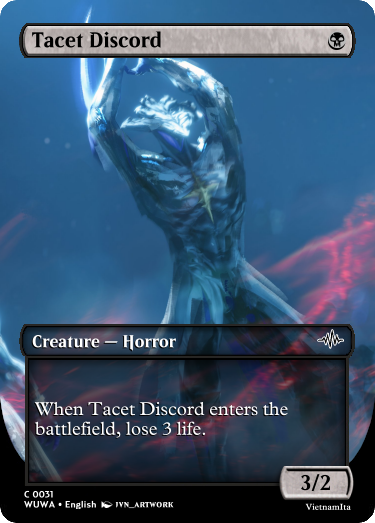 Tacet Discord
Creature — Horror
When Tacet Discord enters the
battlefield, lose 3 life.
3/2
C 0031
WUWA • English JVN_ARTWORK
VietnamIta